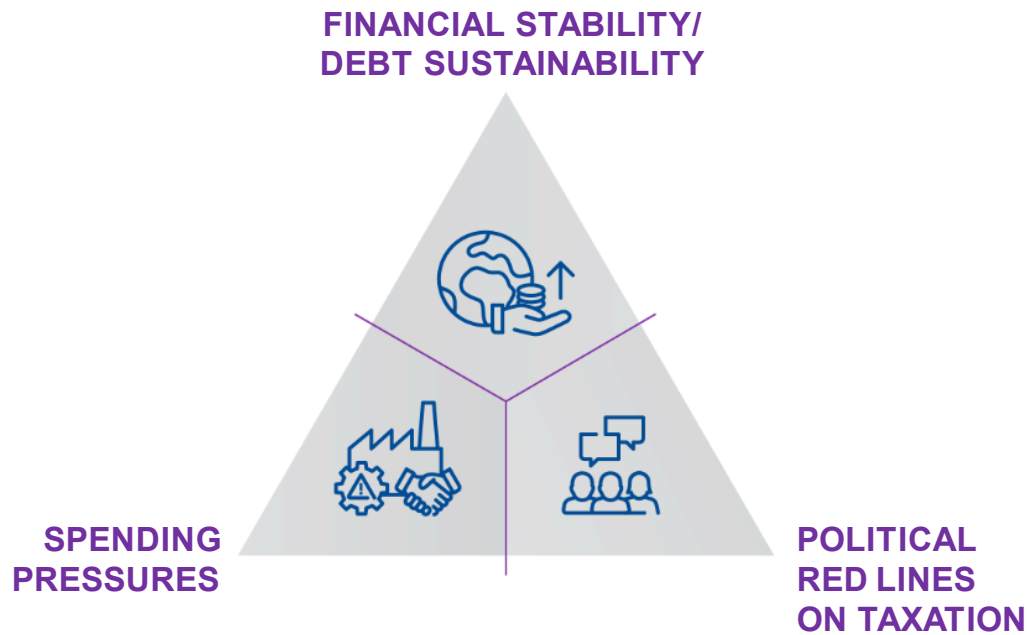 FINANCIAL STABILITY/
DEBT SUSTAINABILITY
SPENDING
PRESSURES
POLITICAL
RED LINES
ON TAXATION